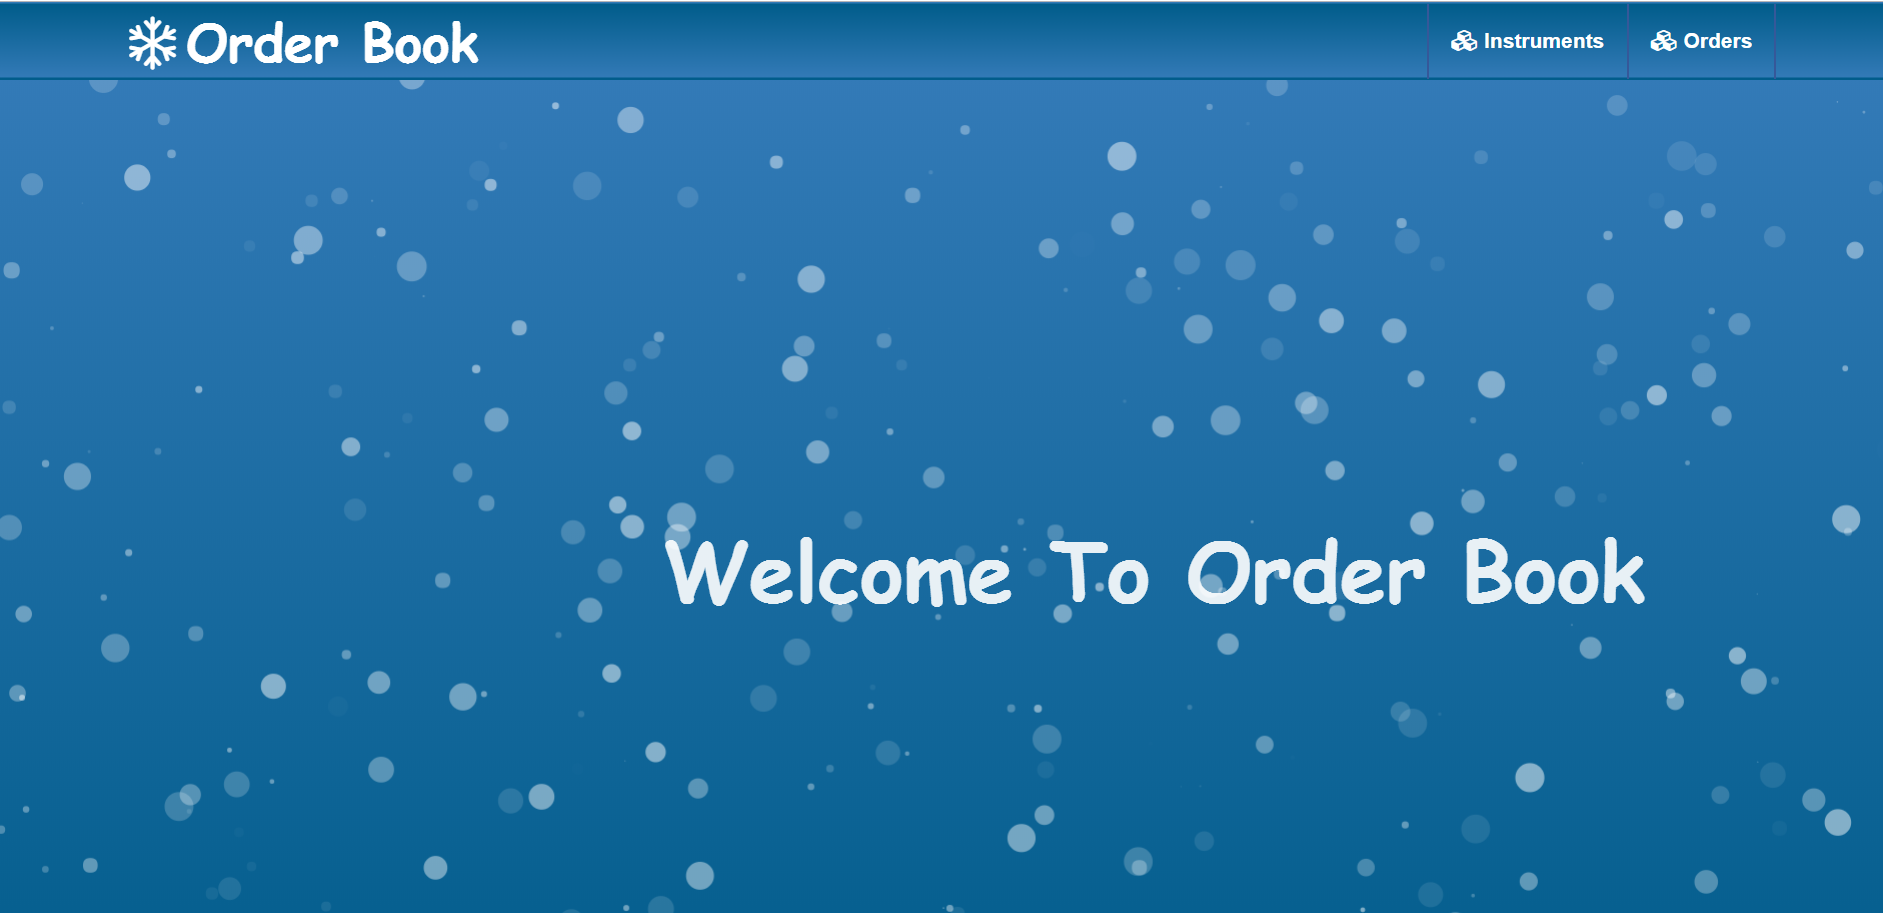 Order Book
Instruments
Orders
Welcome To Order Book